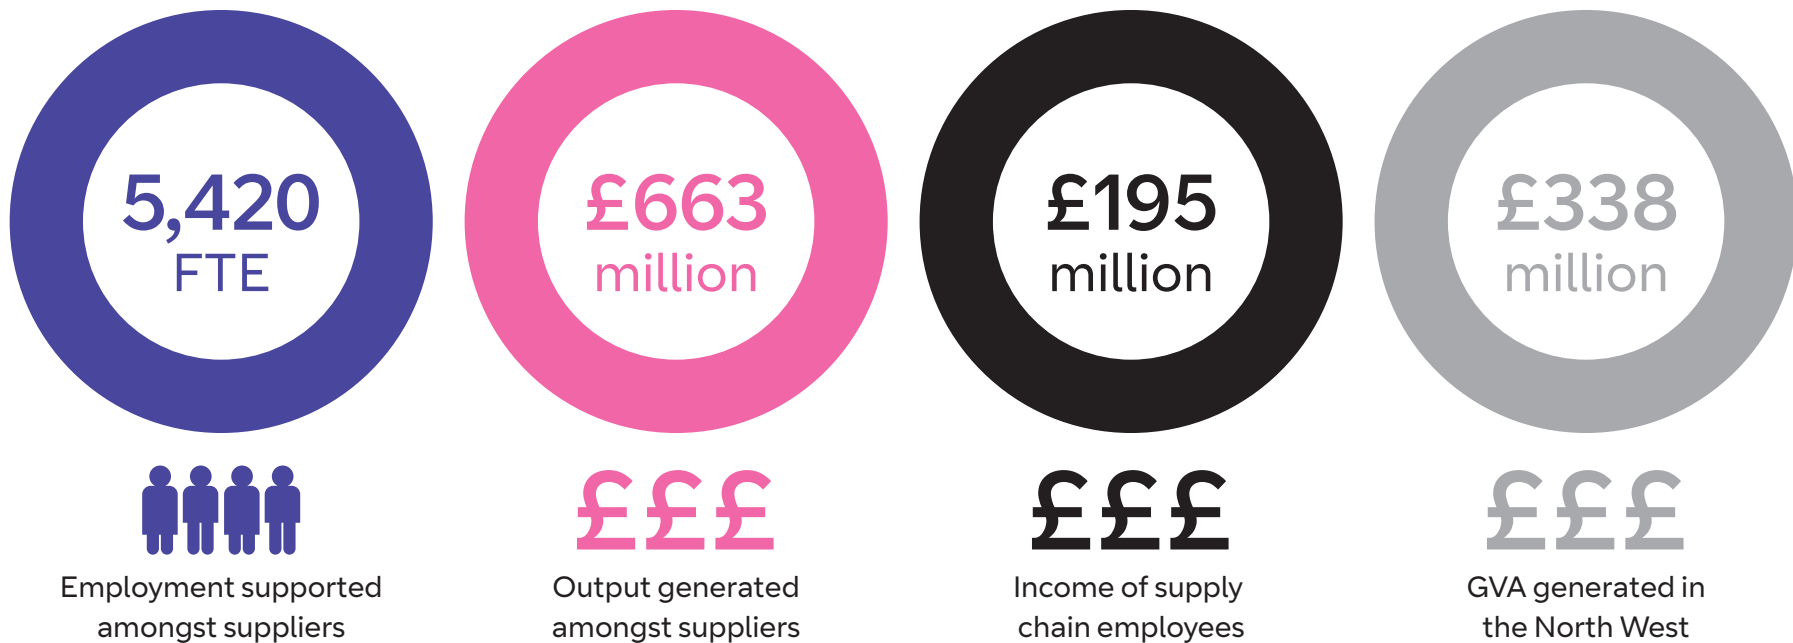 5,420
FTE
£663
million
£195
million
£338
million
£££
£££
£££
Employment supported
amongst suppliers
Output generated
amongst suppliers
Income of supply
chain employees
GVA generated in
the North West